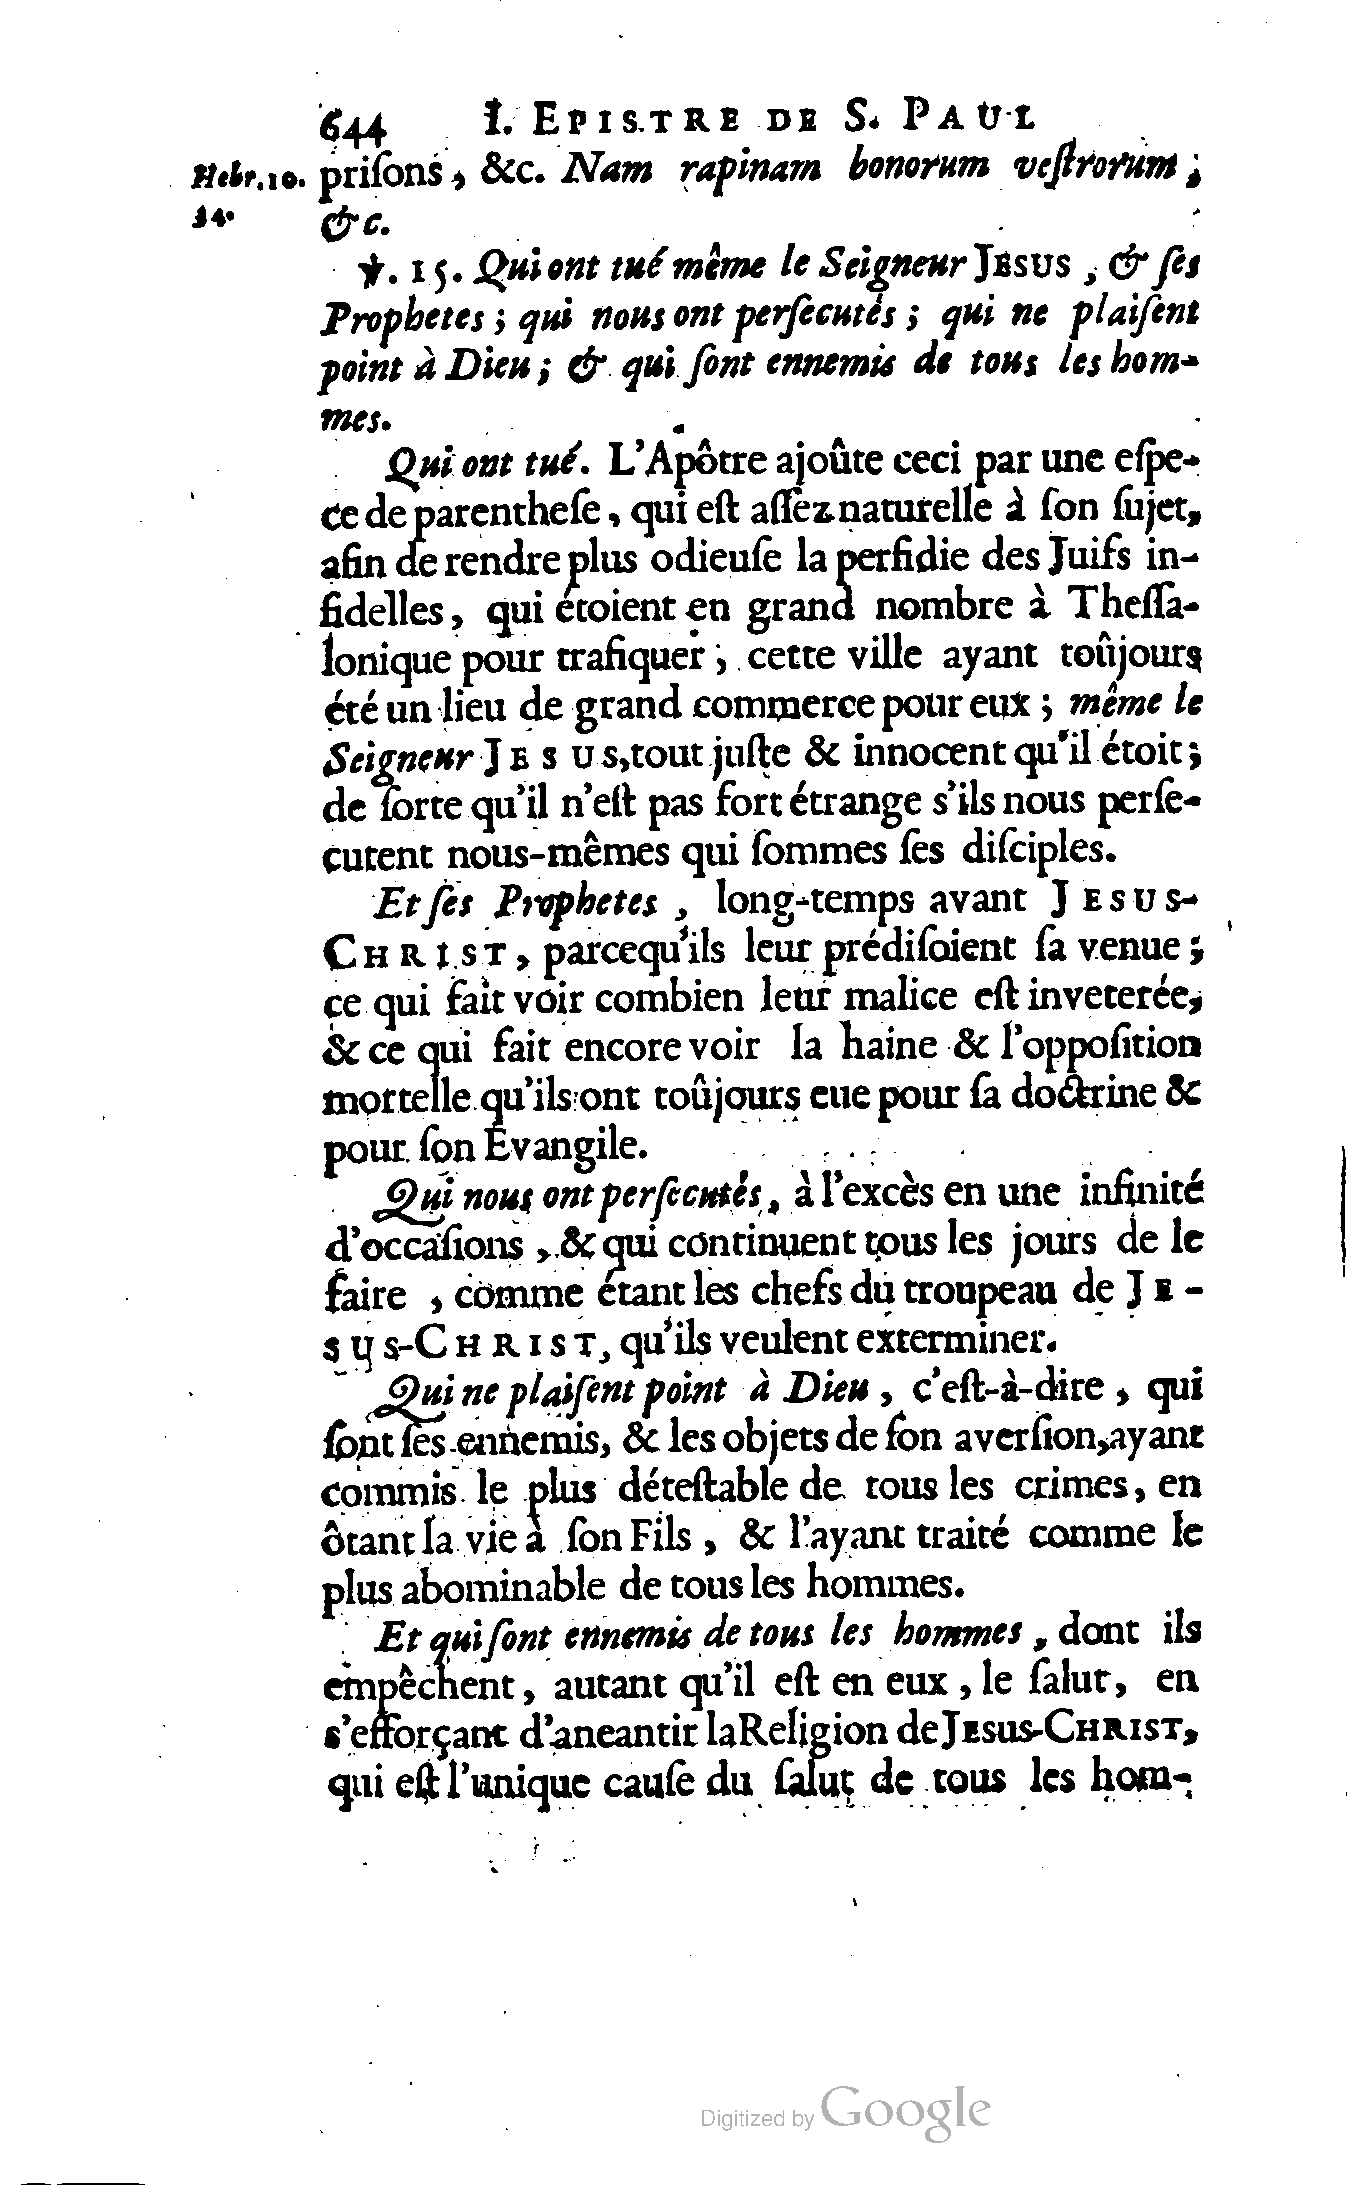 644 I. EPISTRE DE S. PAUL
Hebr. 10. priſons, &c. Nam rapinam bonorum veſtrorum;
34. &c.
℣. 15. Qui ont tué même le Seigneur JESUS, & ſes
Prophetes; qui nous ont perſecutés; qui ne plaiſent
point à Dieu; & qui ſont ennemis de tous les hom-
mes.
Qui ont tué. L'Apôtre ajoûte ceci par une eſpe-
ce de parentheſe, qui eſt aſſez naturelle à ſon ſujet,
afin de rendre plus odieuſe la perfidie des Juifs in-
fidelles, qui étoient en grand nombre à Theſſa-
lonique pour trafiquer; cette ville ayant toûjours
été un lieu de grand commerce pour eux; même le
Seigneur JESUS, tout juſte & innocent qu'il étoit;
de ſorte qu'il n'eſt pas fort étrange s'ils nous perſe-
cutent nous-mêmes qui ſommes ſes diſciples.
Et ſes Prophetes, long-temps avant JESUS-
CHRIST, parcequ'ils leur prédiſoient ſa venue;
ce qui fait voir combien leur malice eſt inveterée,
& ce qui fait encore voir la haine & l'oppoſition
mortelle qu'ils ont toûjours eue pour ſa doctrine &
pour ſon Evangile.
Qui nous ont perſecutés, à l'excès en une infinité
d'occaſions, & qui continuent tous les jours de le
faire, comme étant les chefs du troupeau de JE-
SUS-CHRIST, qu'ils veulent exterminer.
Qui ne plaiſent point à Dieu, c'eſt-à-dire, qui
ſont ſes ennemis, & les objets de ſon averſion, ayant
commis le plus déteſtable de tous les crimes, en
ôtant la vie à ſon Fils, & l'ayant traité comme le
plus abominable de tous les hommes.
Et qui ſont ennemis de tous les hommes, dont ils
empêchent, autant qu'il eſt en eux, le ſalut, en
s'efforçant d'aneantir la Religion de JESUS-CHRIST,
qui eſt l'unique cauſe du ſalut de tous les hom-
Digitized by Google